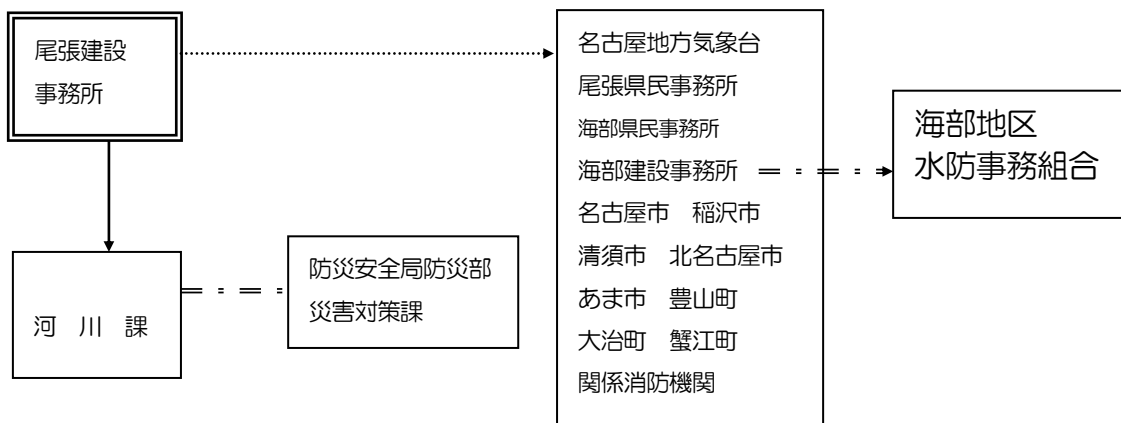 尾張建設
事務所
河 川 課
防災安全局防災部
災害対策課
名古屋地方気象台
尾張県民事務所
海部県民事務所
海部建設事務所
名古屋市 稲沢市
清須市 北名古屋市
あま市 豊山町
大治町 蟹江町
関係消防機関
海部地区
水防事務組合